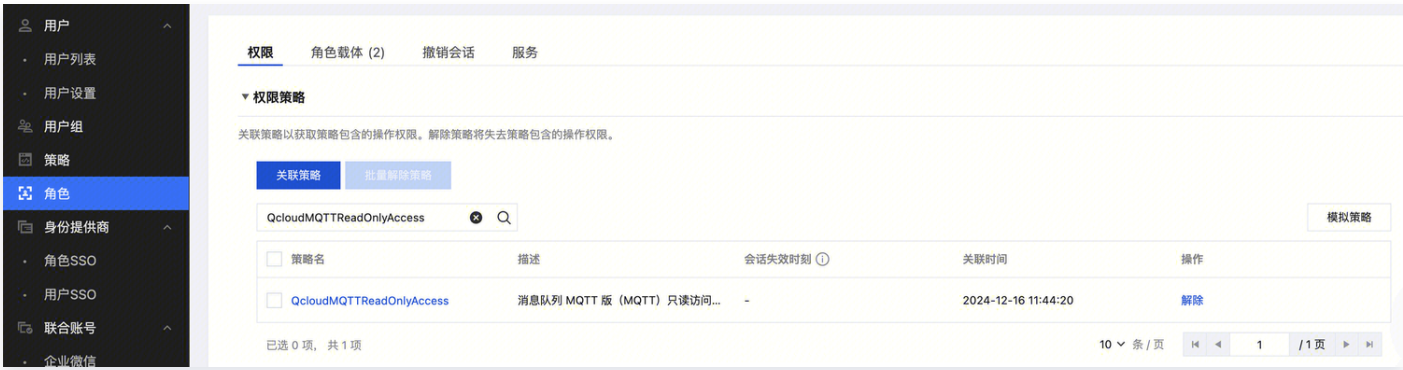 用户
用户列表
用户设置
用户组
策略
角色
身份提供商
角色SSO
用户SSO
联合账号
企业微信
权限 角色载体 (2) 撤销会话 服务
权限策略
关联策略以获取策略包含的操作权限。解除策略将失去策略包含的操作权限。
关联策略 批量解除策略
QcloudMQTTReadOnlyAccess 模拟策略
策略名 描述 会话失效时刻 关联时间 操作
QcloudMQTTReadOnlyAccess 消息队列 MQTT 版（MQTT）只读访问... - 2024-12-16 11:44:20 解除
已选 0 项， 共 1 项 10 条 / 页 1 / 1 页